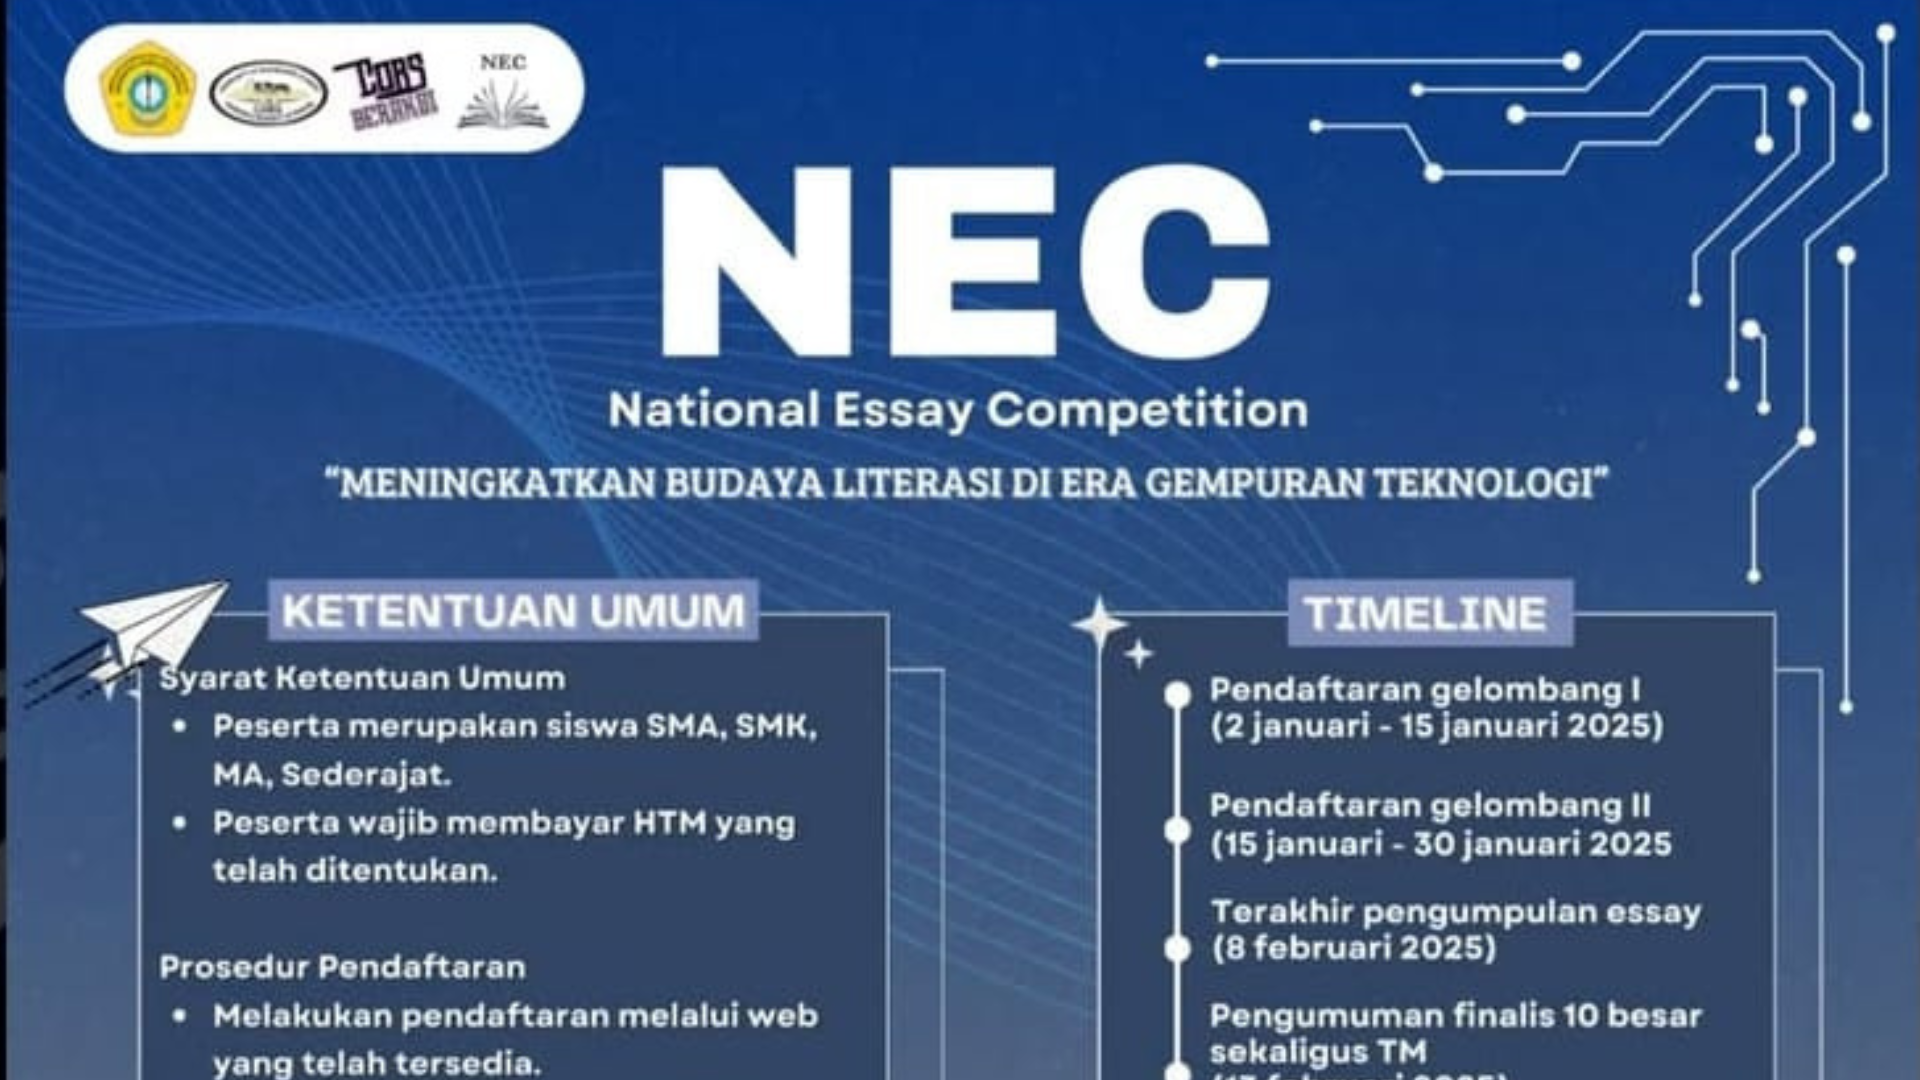 NEC
COBS
BERAKSI
NEC
National Essay Competition
“MENINGKATKAN BUDAYA LITERASI DI ERA GEMPURAN TEKNOLOGI”
KETENTUAN UMUM
Syarat Ketentuan Umum
• Peserta merupakan siswa SMA, SMK,
MA, Sederajat.
• Peserta wajib membayar HTM yang
telah ditentukan.
Prosedur Pendaftaran
• Melakukan pendaftaran melalui web
yang telah tersedia.
TIMELINE
Pendaftaran gelombang I
(2 januari - 15 januari 2025)
Pendaftaran gelombang II
(15 januari - 30 januari 2025
Terakhir pengumpulan essay
(8 februari 2025)
Pengumuman finalis 10 besar
sekaligus TM